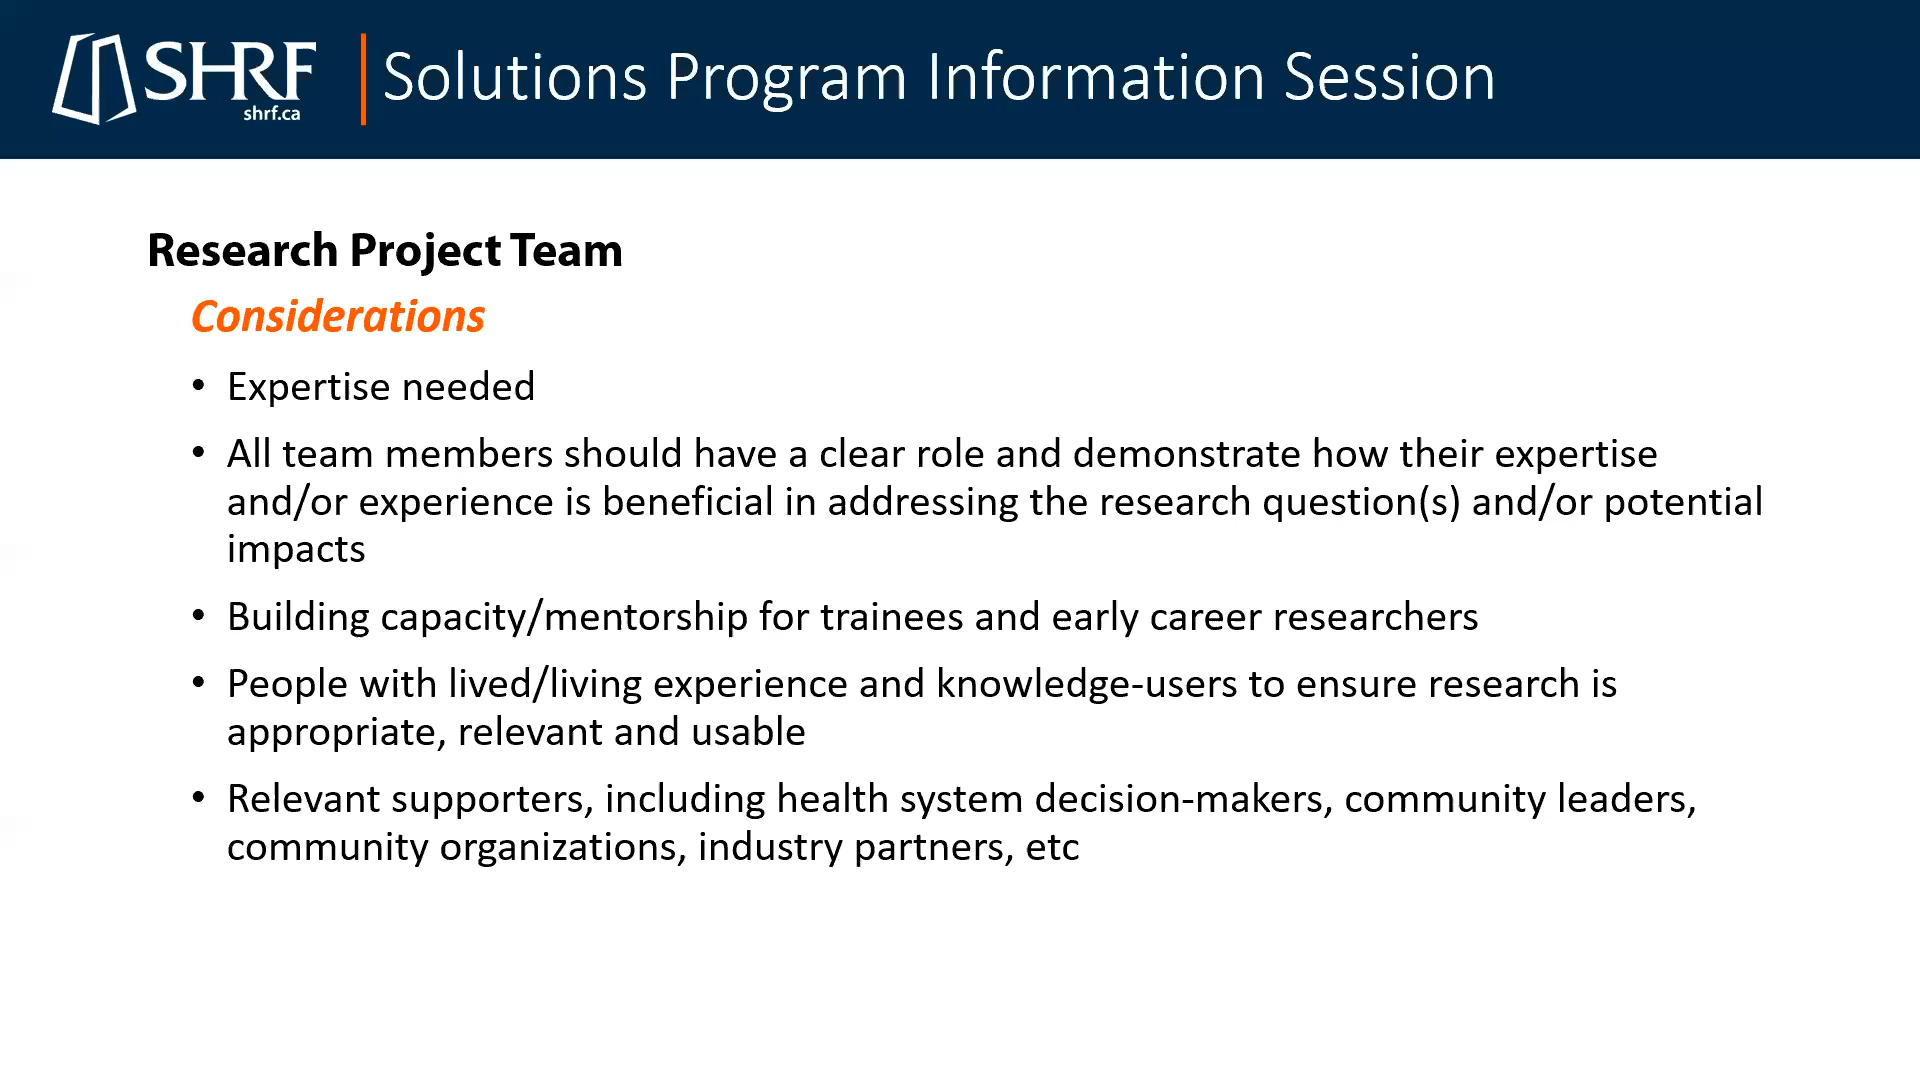 SHRF
shrf.ca
Solutions Program Information Session
Research Project Team
Considerations
• Expertise needed
• All team members should have a clear role and demonstrate how their expertise
and/or experience is beneficial in addressing the research question(s) and/or potential
impacts
• Building capacity/mentorship for trainees and early career researchers
• People with lived/living experience and knowledge-users to ensure research is
appropriate, relevant and usable
• Relevant supporters, including health system decision-makers, community leaders,
community organizations, industry partners, etc